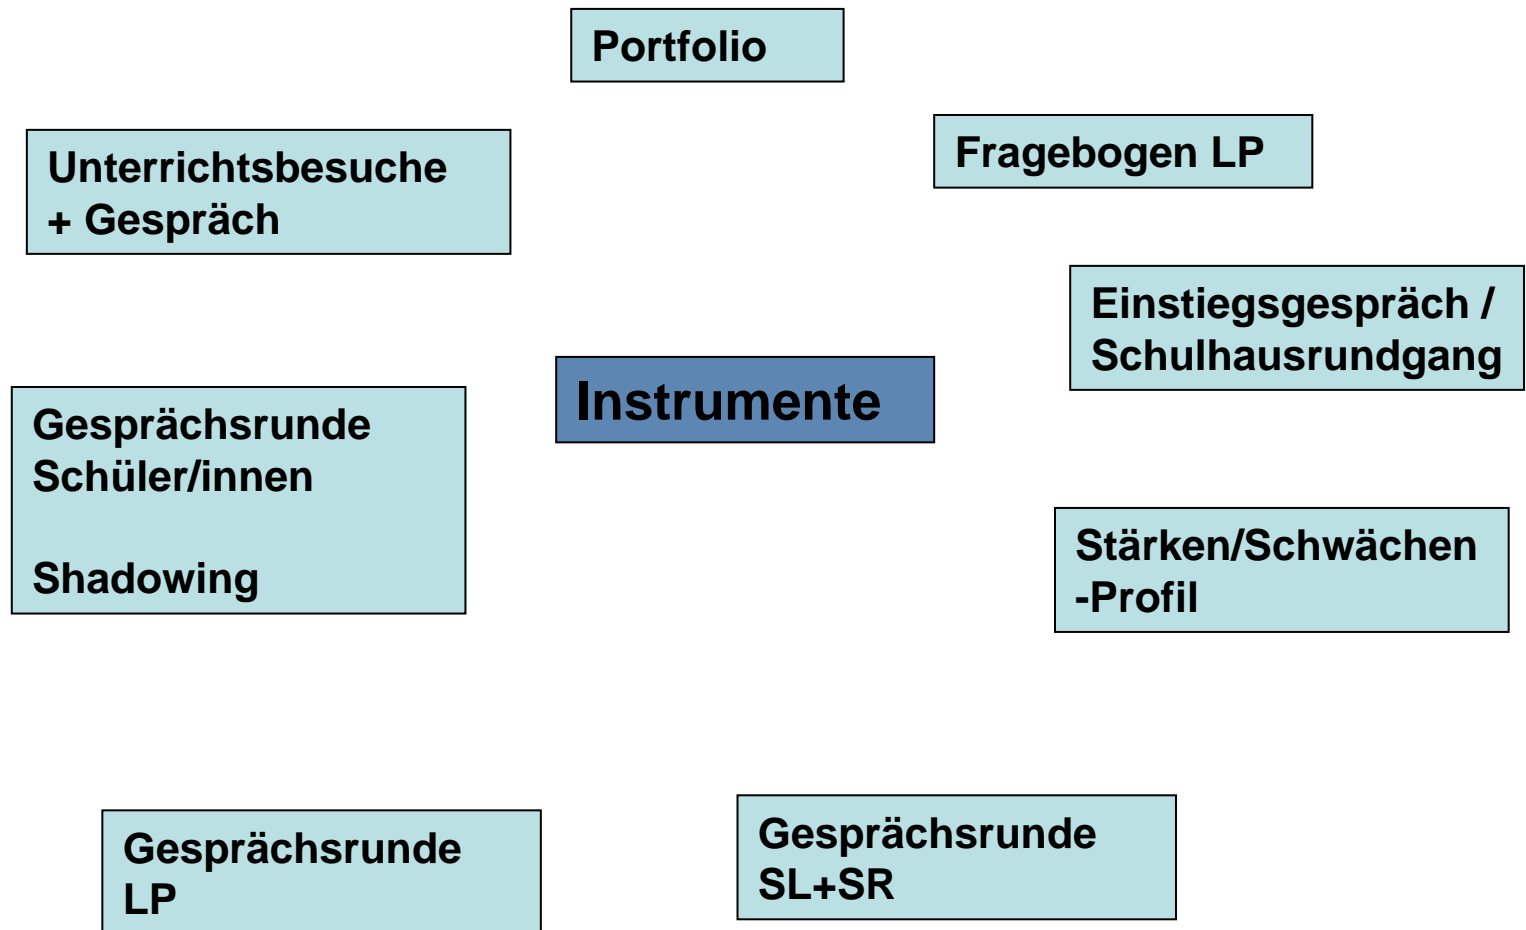 Portfolio
Fragebogen LP
Unterrichtsbesuche
+ Gespräch
Einstiegsgespräch /
Schulhausrundgang
Instrumente
Gesprächsrunde
Schüler/innen
Shadowing
Stärken/Schwächen
-Profil
Gesprächsrunde
LP
Gesprächsrunde
SL+SR